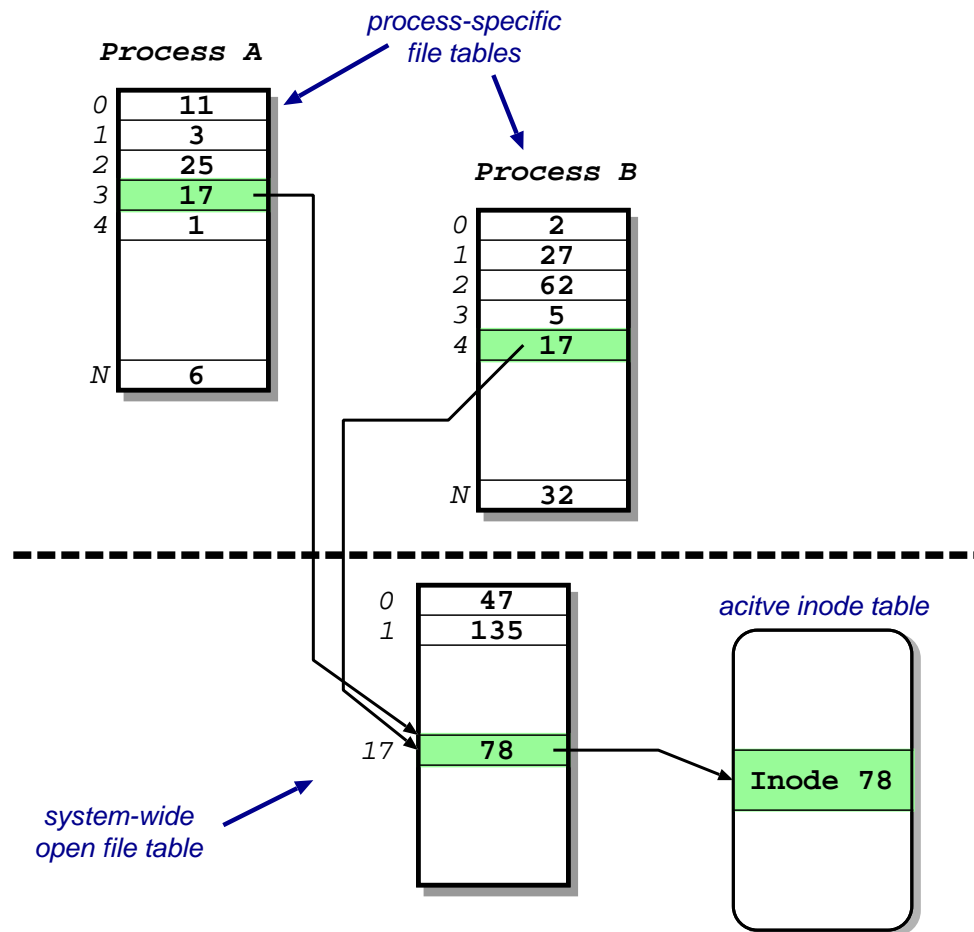 process-specific
file tables
Process A
0 11
1 3
2 25
3 17
4 1
N 6
Process B
0 2
1 27
2 62
3 5
4 17
N 32
0 47
1 135
17 78
system-wide
open file table
acitve inode table
Inode 78